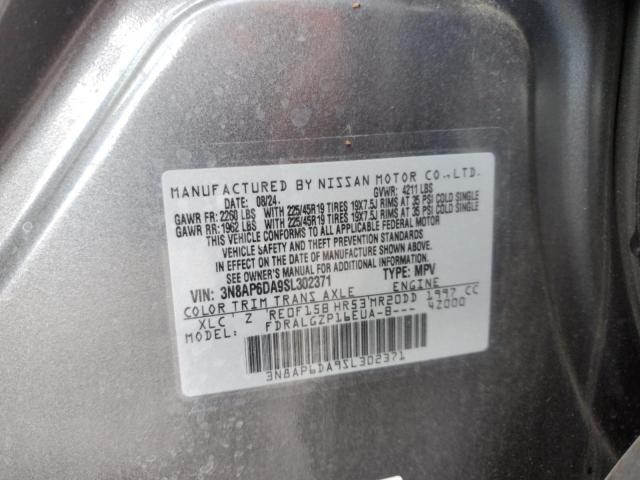 MANUFACTURED BY NISSAN MOTOR CO.,LTD.
DATE: 08/24. GVWR: 4211 LBS
GAWR FR: 2260 LBS WITH 225/45R19 TIRES 19X7.5J RIMS AT 35 PSI COLD SINGLE
GAWR RR: 1962 LBS WITH 225/45R19 TIRES 19X7.5J RIMS AT 35 PSI COLD SINGLE
THIS VEHICLE CONFORMS TO ALL APPLICABLE FEDERAL MOTOR
VEHICLE SAFETY AND THEFT PREVENTION STANDARDS
IN EFFECT ON THE DATE OF MANUFACTURE SHOWN ABOVE.
SEE OWNER'S MANUAL FOR ADDITIONAL INFORMATION.
VIN: 3N8AP6DA9SL302371 TYPE: MPV
COLOR TRIM TRANS AXLE ENGINE
XLC Z RE0F15B HR53 MR20DD 1997 CC
MODEL: FDRALGZP16EUA-B--- 42000
3N8AP6DA9SL302371